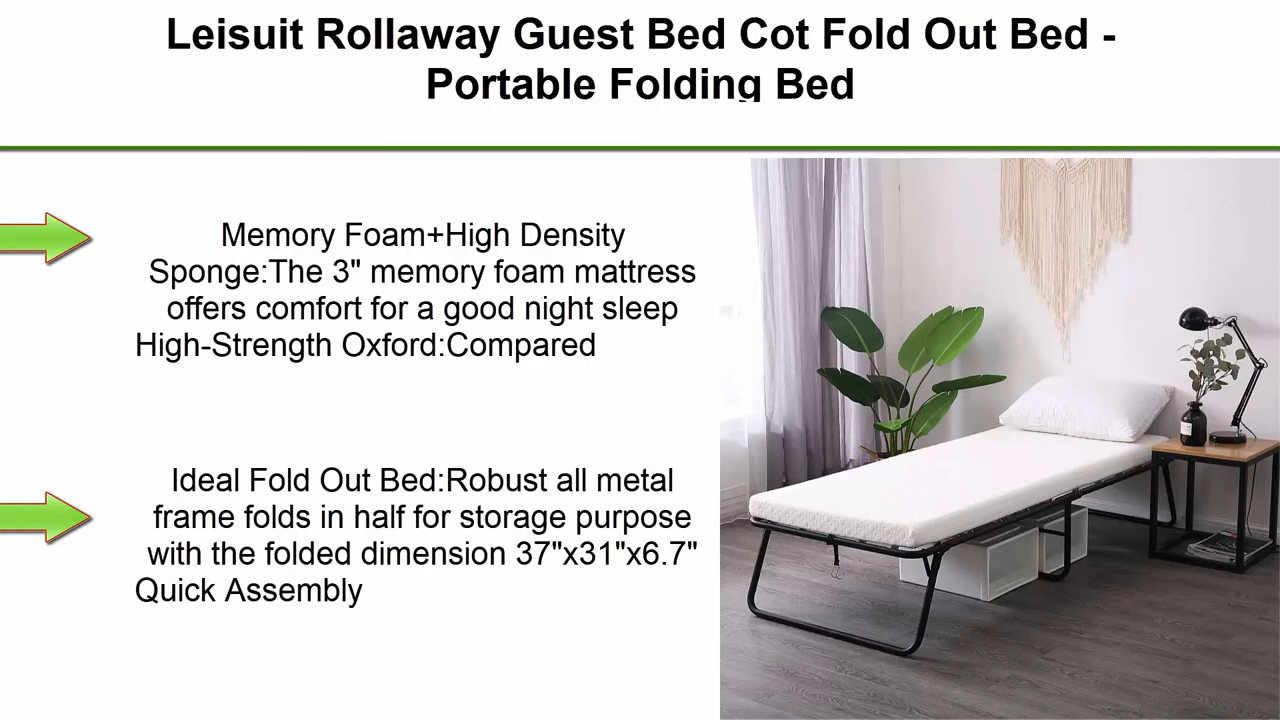 Leisuit Rollaway Guest Bed Cot Fold Out Bed -
Portable Folding Bed
Memory Foam+High Density
Sponge:The 3" memory foam mattress
offers comfort for a good night sleep
High-Strength Oxford:Compared
Ideal Fold Out Bed:Robust all metal
frame folds in half for storage purpose
with the folded dimension 37"x31"x6.7"
Quick Assembly